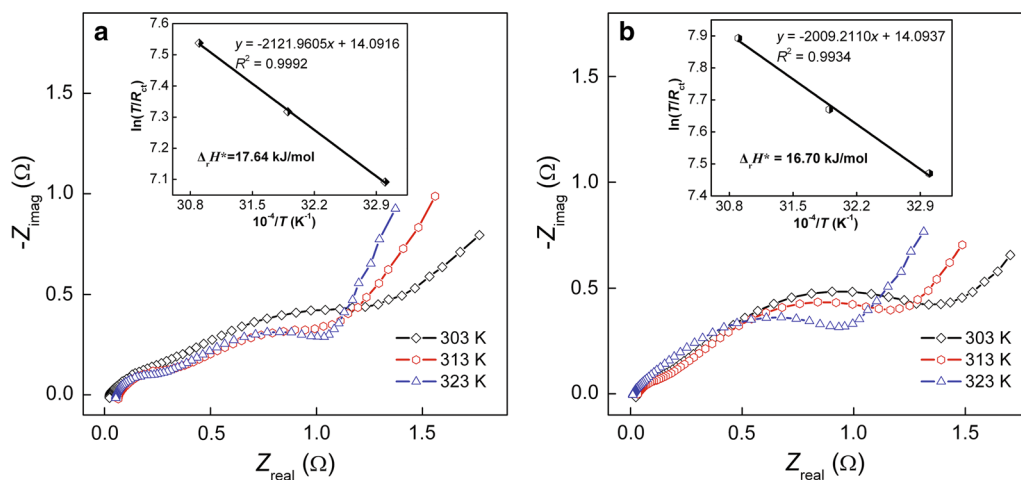 a
y = -2121.9605x + 14.0916
R² = 0.9992
ΔrH*=17.64 kJ/mol
ln(T/Rct)
7.6
7.5
7.4
7.3
7.2
7.1
30.8 31.5 32.2 32.9
10⁻⁴/T (K⁻¹)
-Zimag (Ω)
1.5
1.0
0.5
0.0
303 K
313 K
323 K
0.0 0.5 1.0 1.5
Zreal (Ω)
b
y = -2009.2110x + 14.0937
R² = 0.9934
ΔrH* = 16.70 kJ/mol
ln(T/Rct)
7.9
7.8
7.7
7.6
7.5
7.4
30.8 31.5 32.2 32.9
10⁻⁴/T (K⁻¹)
-Zimag (Ω)
1.5
1.0
0.5
0.0
303 K
313 K
323 K
0.0 0.5 1.0 1.5
Zreal (Ω)